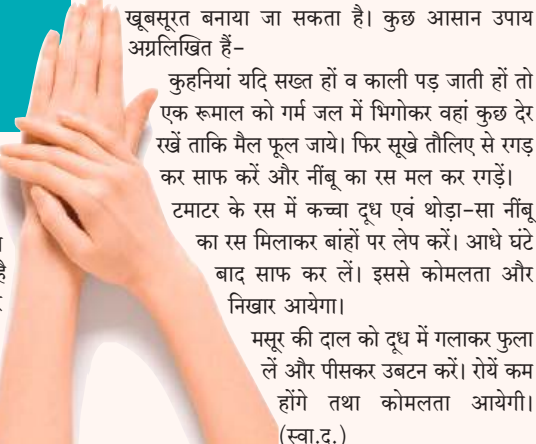 खूबसूरत बनाया जा सकता है। कुछ आसान उपाय
अग्रलिखित हैं-
कुहनियां यदि सख्त हों व काली पड़ जाती हों तो
एक रूमाल को गर्म जल में भिगोकर वहां कुछ देर
रखें ताकि मैल फूल जाये। फिर सूखे तौलिए से रगड़
कर साफ करें और नींबू का रस मल कर रगड़ें।
टमाटर के रस में कच्चा दूध एवं थोड़ा-सा नींबू
का रस मिलाकर बांहों पर लेप करें। आधे घंटे
बाद साफ कर लें। इससे कोमलता और
निखार आयेगा।
मसूर की दाल को दूध में गलाकर फुला
लें और पीसकर उबटन करें। रोयें कम
होंगे तथा कोमलता आयेगी।
(स्वा.द.)